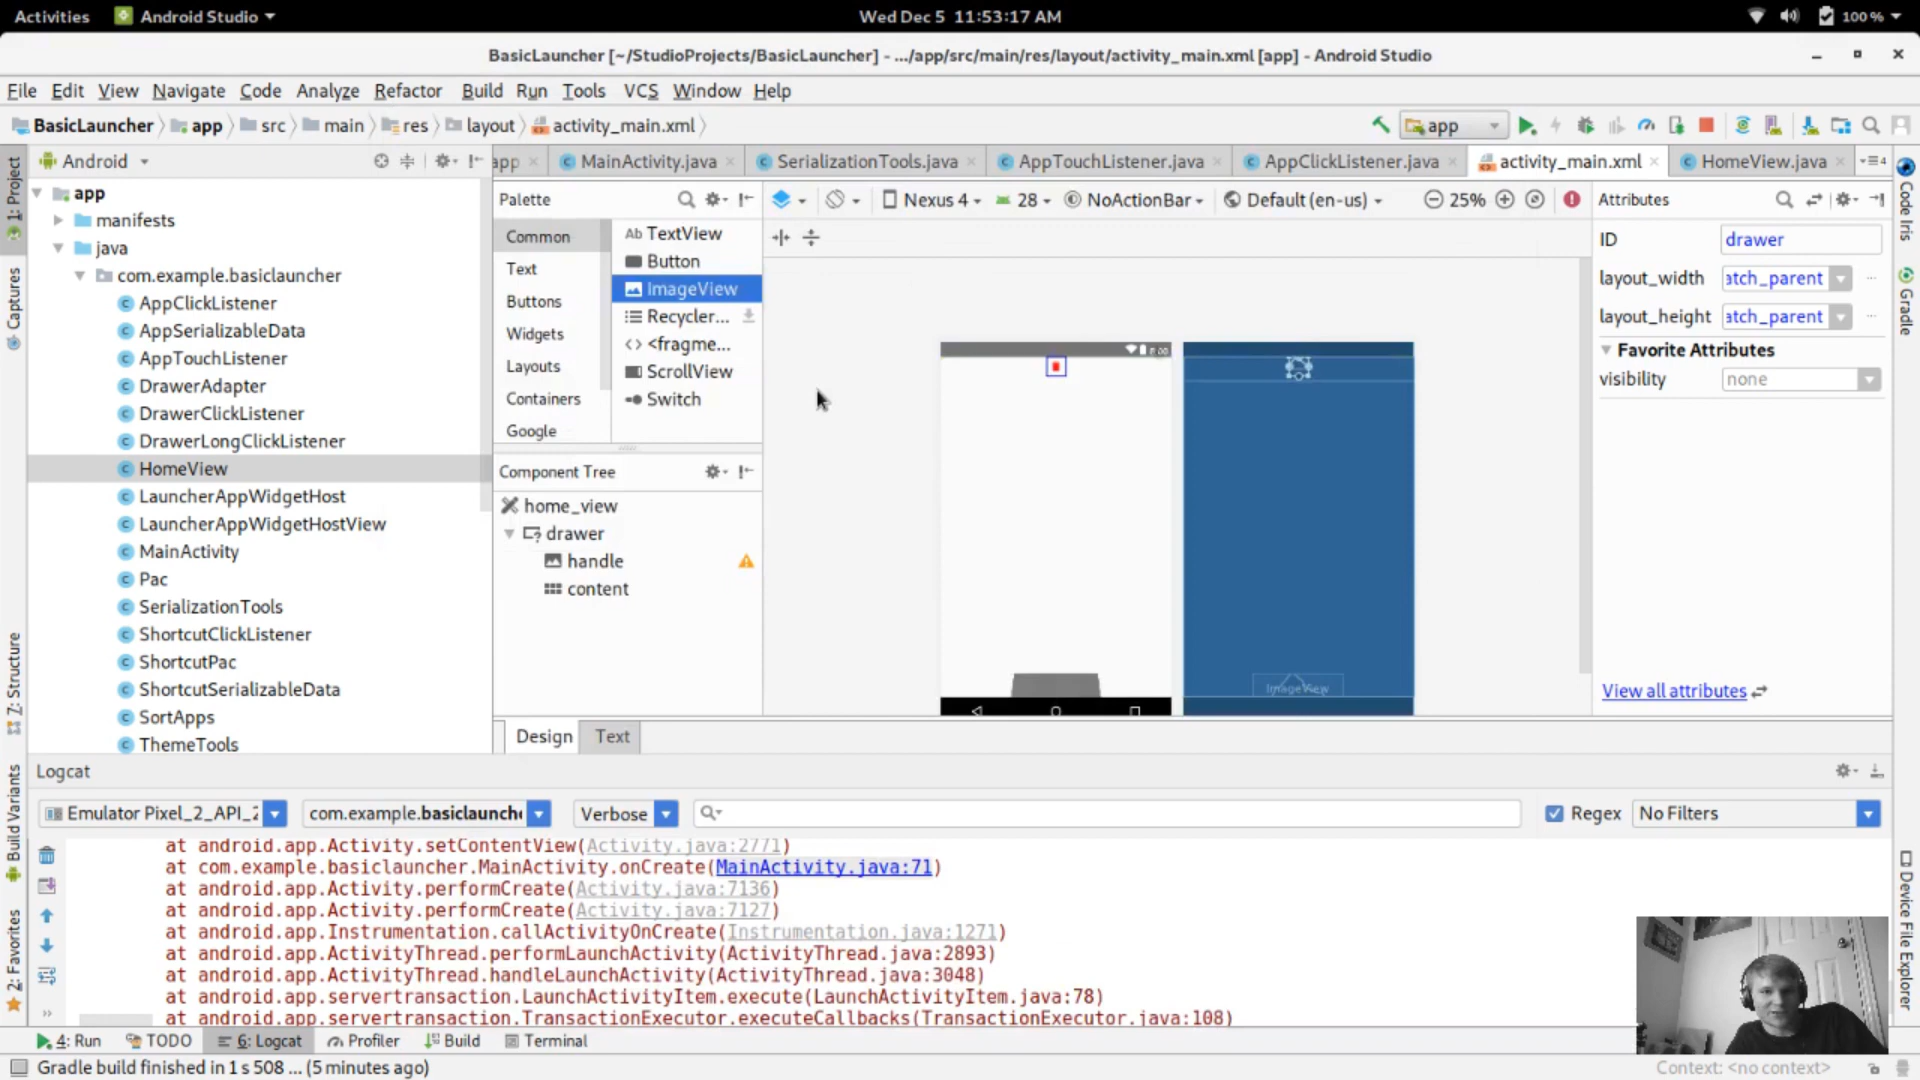 Activities
Android Studio
Wed Dec 5 11:53:17 AM
100 %
BasicLauncher [~/StudioProjects/BasicLauncher] - .../app/src/main/res/layout/activity_main.xml [app] - Android Studio
File Edit View Navigate Code Analyze Refactor Build Run Tools VCS Window Help
BasicLauncher app src main res layout activity_main.xml
app
Android
app MainActivity.java SerializationTools.java AppTouchListener.java AppClickListener.java activity_main.xml HomeView.java
1: Project
Captures
Z: Structure
Build Variants
2: Favorites
app
manifests
java
com.example.basiclauncher
AppClickListener
AppSerializableData
AppTouchListener
DrawerAdapter
DrawerClickListener
DrawerLongClickListener
HomeView
LauncherAppWidgetHost
LauncherAppWidgetHostView
MainActivity
Pac
SerializationTools
ShortcutClickListener
ShortcutPac
ShortcutSerializableData
SortApps
ThemeTools
Palette
Common
Text
Buttons
Widgets
Layouts
Containers
Google
Ab TextView
Button
ImageView
Recycler...
<fragme...
ScrollView
Switch
Component Tree
home_view
drawer
handle
content
Nexus 4 28 NoActionBar Default (en-us) 25%
8:00
ImageView
Attributes
ID drawer
layout_width atch_parent
layout_height atch_parent
Favorite Attributes
visibility none
View all attributes
Code Iris
Gradle
Device File Explorer
Design Text
Logcat
Emulator Pixel_2_API_2 com.example.basiclaunche Verbose Regex No Filters
at android.app.Activity.setContentView(Activity.java:2771)
at com.example.basiclauncher.MainActivity.onCreate(MainActivity.java:71)
at android.app.Activity.performCreate(Activity.java:7136)
at android.app.Activity.performCreate(Activity.java:7127)
at android.app.Instrumentation.callActivityOnCreate(Instrumentation.java:1271)
at android.app.ActivityThread.performLaunchActivity(ActivityThread.java:2893)
at android.app.ActivityThread.handleLaunchActivity(ActivityThread.java:3048)
at android.app.servertransaction.LaunchActivityItem.execute(LaunchActivityItem.java:78)
at android.app.servertransaction.TransactionExecutor.executeCallbacks(TransactionExecutor.java:108)
4: Run TODO 6: Logcat Profiler Build Terminal
Gradle build finished in 1 s 508 ... (5 minutes ago)
Context: <no context>